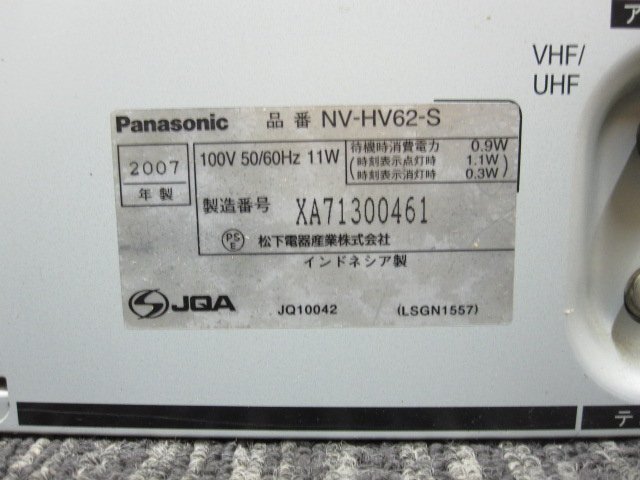 ア
VHF/
UHF
Panasonic 品番 NV-HV62-S
2007
年製
100V 50/60Hz 11W
待機時消費電力 0.9W
(時刻表示点灯時 1.1W)
(時刻表示消灯時 0.3W)
製造番号 XA71300461
PS
E
松下電器産業株式会社
インドネシア製
JQA JQ10042 (LSGN1557)
テ